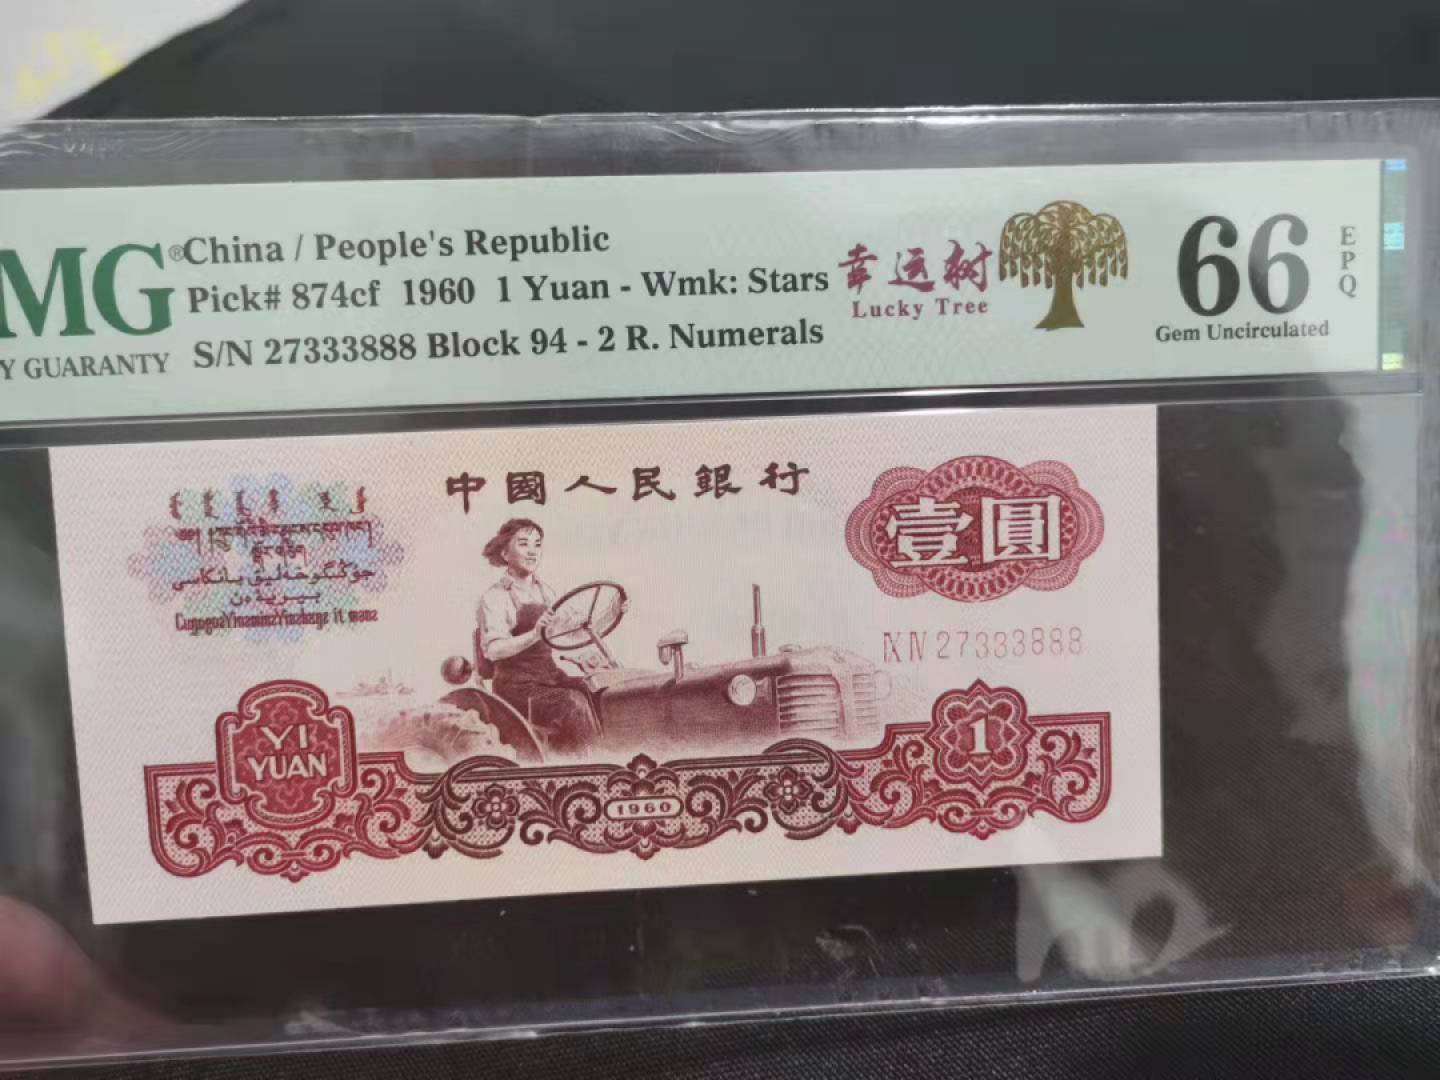 MG®
Y GUARANTY
China / People's Republic
Pick# 874cf 1960 1 Yuan - Wmk: Stars
S/N 27333888 Block 94 - 2 R. Numerals
幸运树
Lucky Tree
66
EPQ
Gem Uncirculated
中國人民銀行
壹圓
ⅨⅣ 27333888
YI
YUAN
1960
1